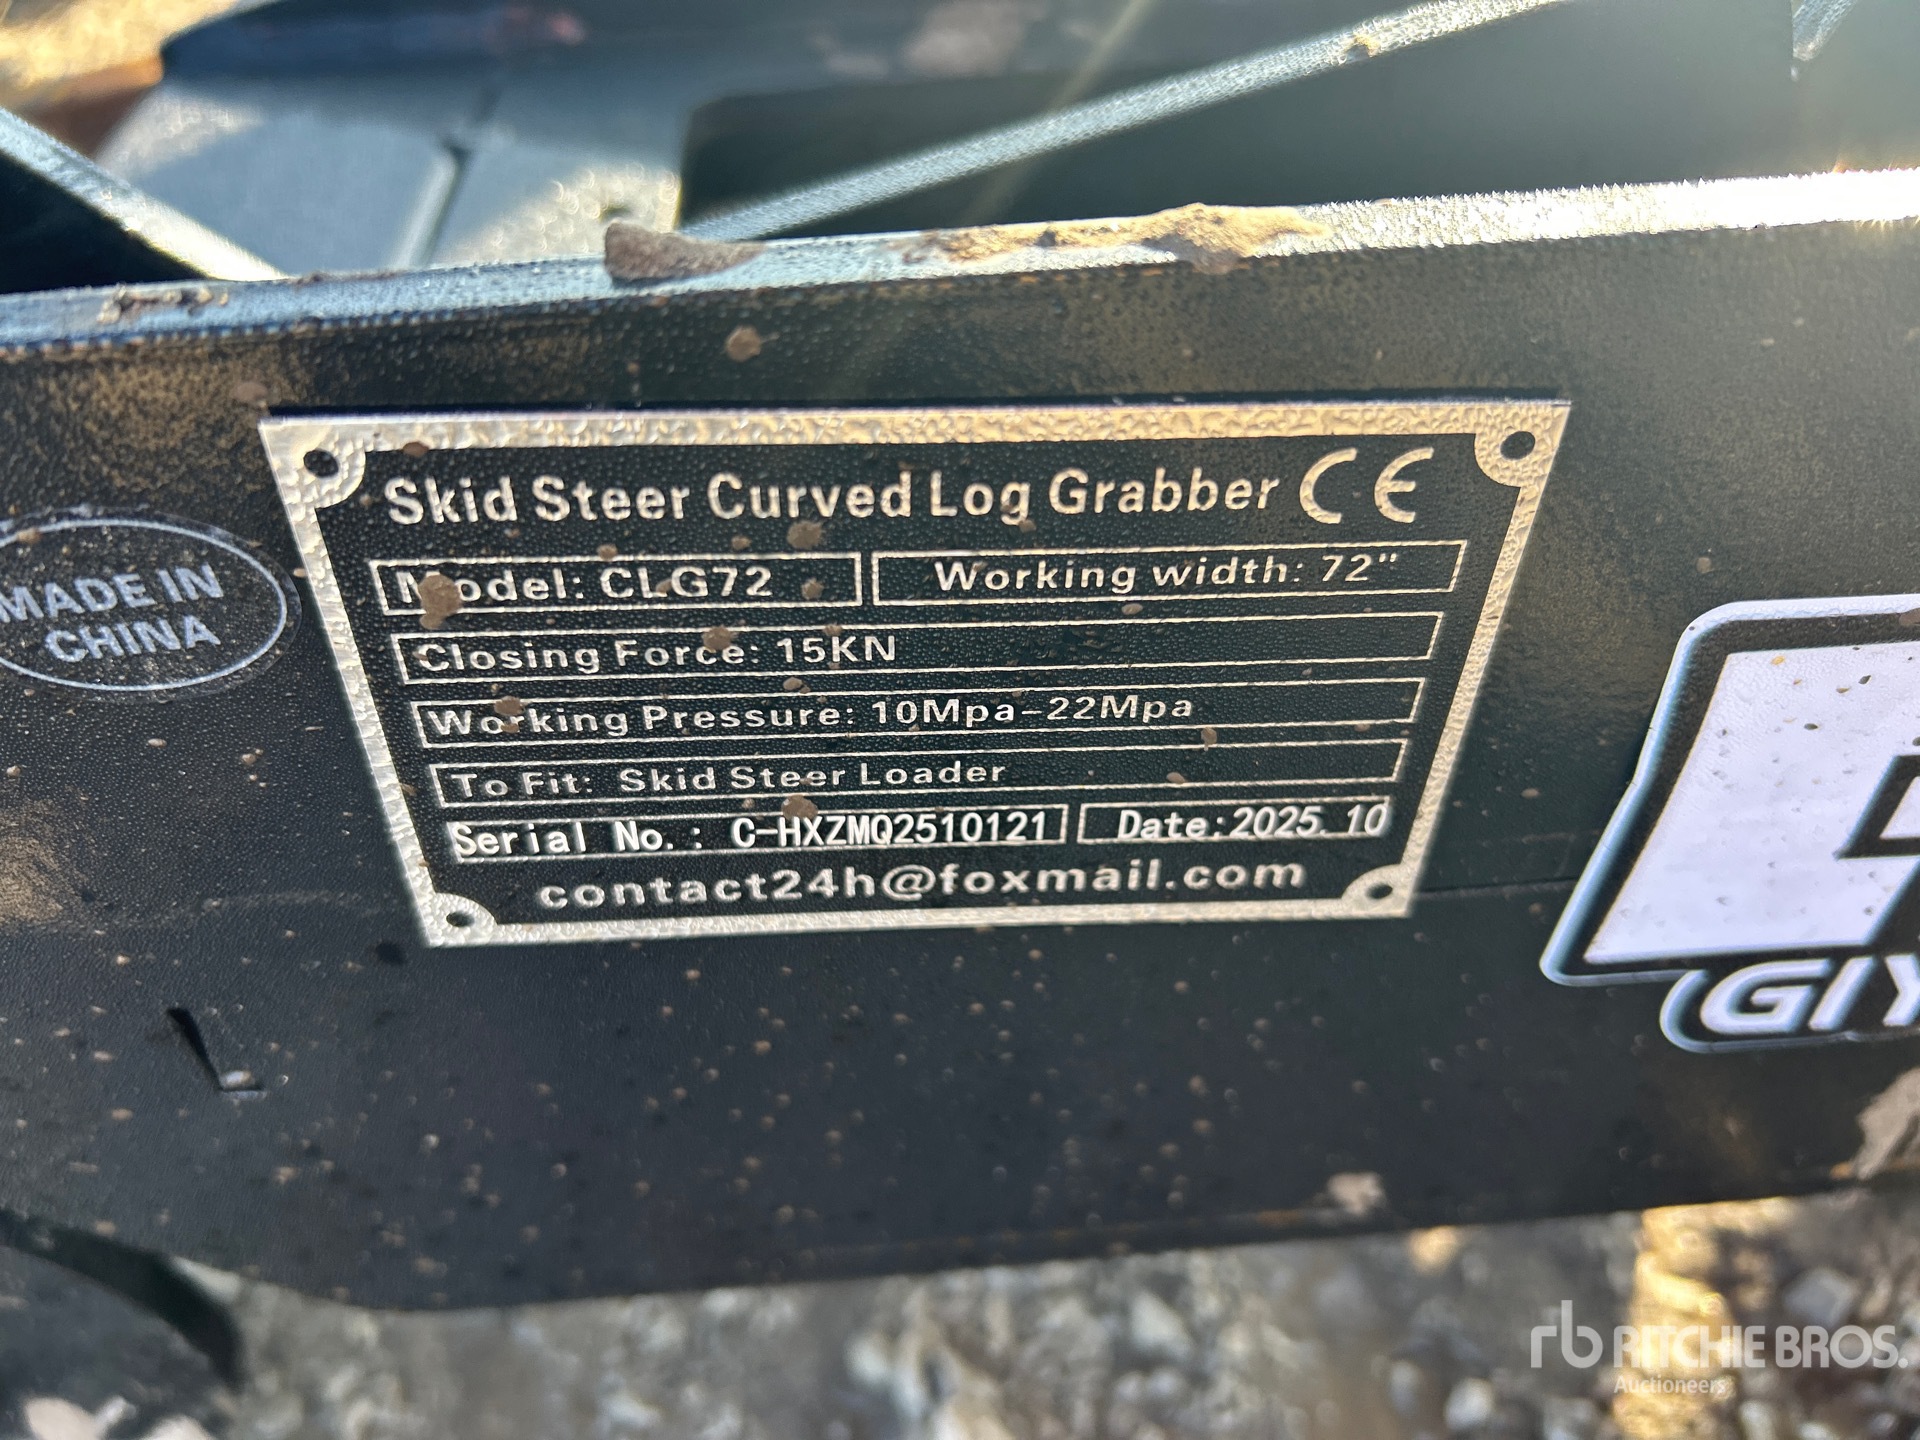 Skid Steer Curved Log Grabber CE
Model: CLG72
Working width: 72"
Closing Force: 15KN
Working Pressure: 10Mpa-22Mpa
To Fit: Skid Steer Loader
Serial No.: C-HXZMQ2510121
Date:2025.10
contact24h@foxmail.com
MADE IN
CHINA
GIY
rb RITCHIE BROS.
Auctioneers